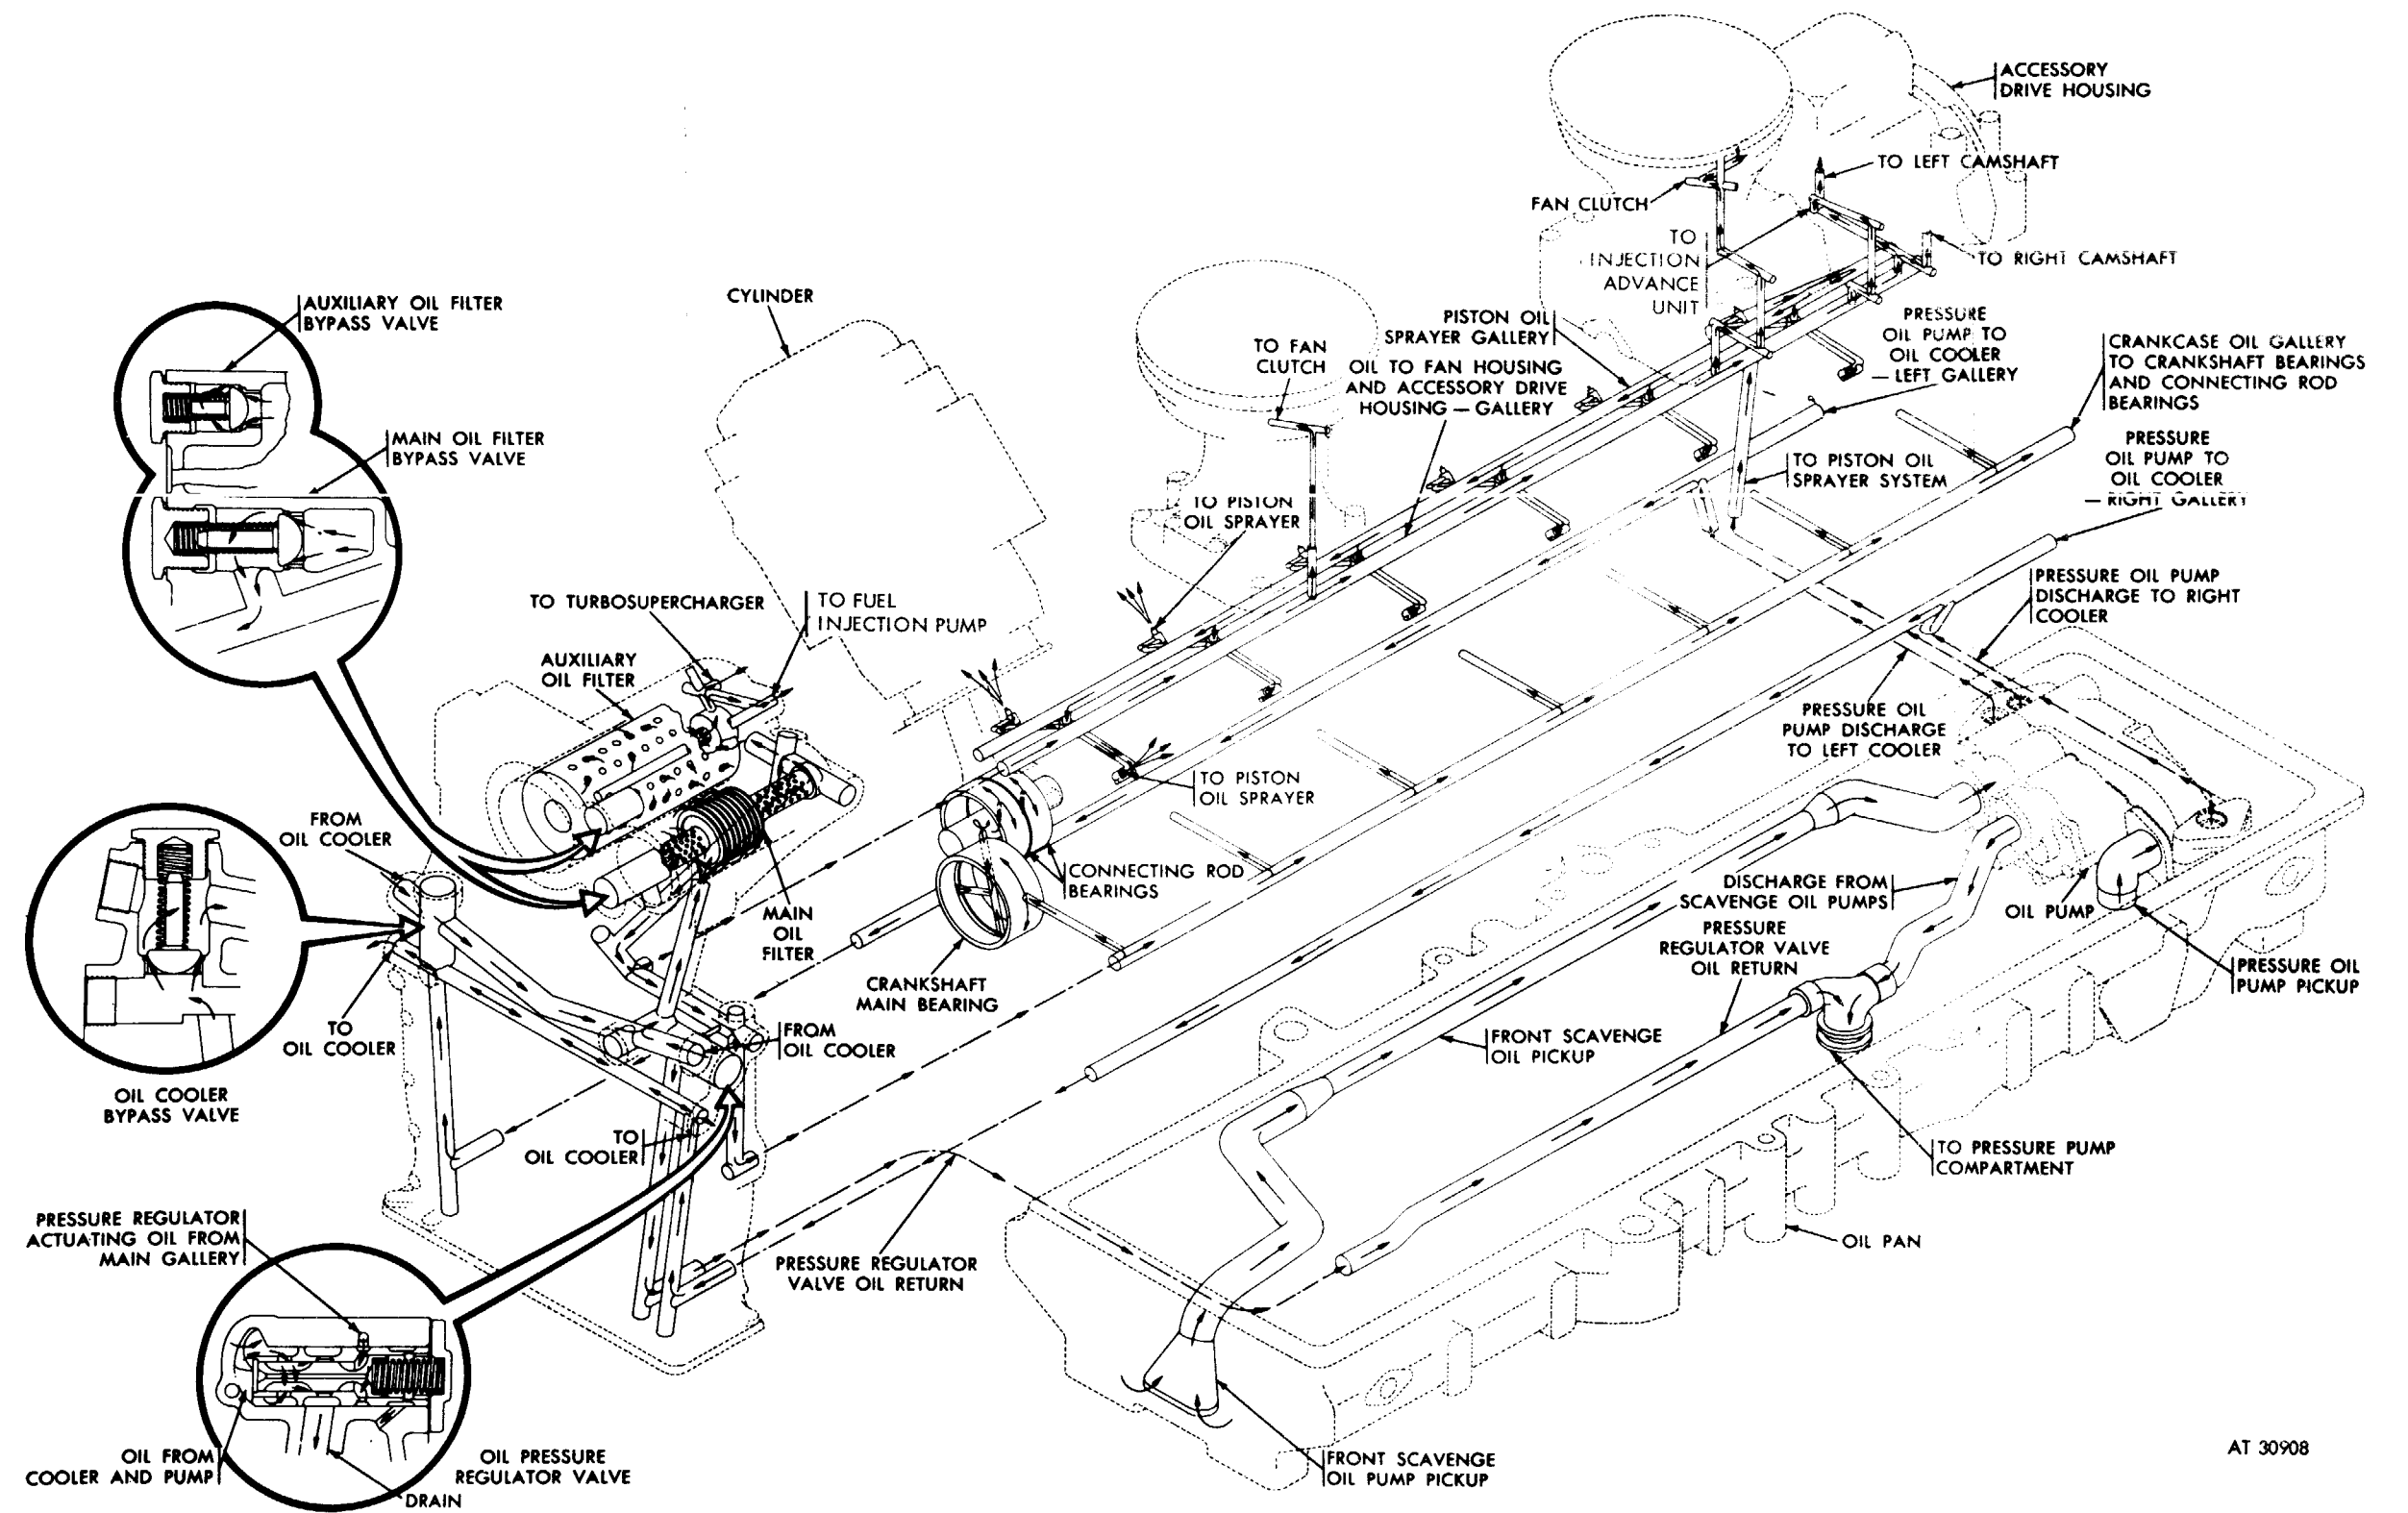 ACCESSORY
DRIVE HOUSING
TO LEFT CAMSHAFT
FAN CLUTCH
TO
INJECTION
ADVANCE
UNIT
TO RIGHT CAMSHAFT
AUXILIARY OIL FILTER
BYPASS VALVE
CYLINDER
PISTON OIL
SPRAYER GALLERY
PRESSURE
OIL PUMP TO
OIL COOLER
— LEFT GALLERY
TO FAN
CLUTCH
OIL TO FAN HOUSING
AND ACCESSORY DRIVE
HOUSING — GALLERY
CRANKCASE OIL GALLERY
TO CRANKSHAFT BEARINGS
AND CONNECTING ROD
BEARINGS
MAIN OIL FILTER
BYPASS VALVE
PRESSURE
OIL PUMP TO
OIL COOLER
— RIGHT GALLERY
TO PISTON OIL
SPRAYER SYSTEM
TO PISTON
OIL SPRAYER
PRESSURE OIL PUMP
DISCHARGE TO RIGHT
COOLER
TO TURBOSUPERCHARGER
TO FUEL
INJECTION PUMP
AUXILIARY
OIL FILTER
PRESSURE OIL
PUMP DISCHARGE
TO LEFT COOLER
TO PISTON
OIL SPRAYER
FROM
OIL COOLER
CONNECTING ROD
BEARINGS
DISCHARGE FROM
SCAVENGE OIL PUMPS
OIL PUMP
MAIN
OIL
FILTER
PRESSURE
REGULATOR VALVE
OIL RETURN
CRANKSHAFT
MAIN BEARING
PRESSURE OIL
PUMP PICKUP
TO
OIL COOLER
FROM
OIL COOLER
FRONT SCAVENGE
OIL PICKUP
OIL COOLER
BYPASS VALVE
TO
OIL COOLER
TO PRESSURE PUMP
COMPARTMENT
PRESSURE REGULATOR
ACTUATING OIL FROM
MAIN GALLERY
OIL PAN
PRESSURE REGULATOR
VALVE OIL RETURN
OIL FROM
COOLER AND PUMP
OIL PRESSURE
REGULATOR VALVE
DRAIN
FRONT SCAVENGE
OIL PUMP PICKUP
AT 30908